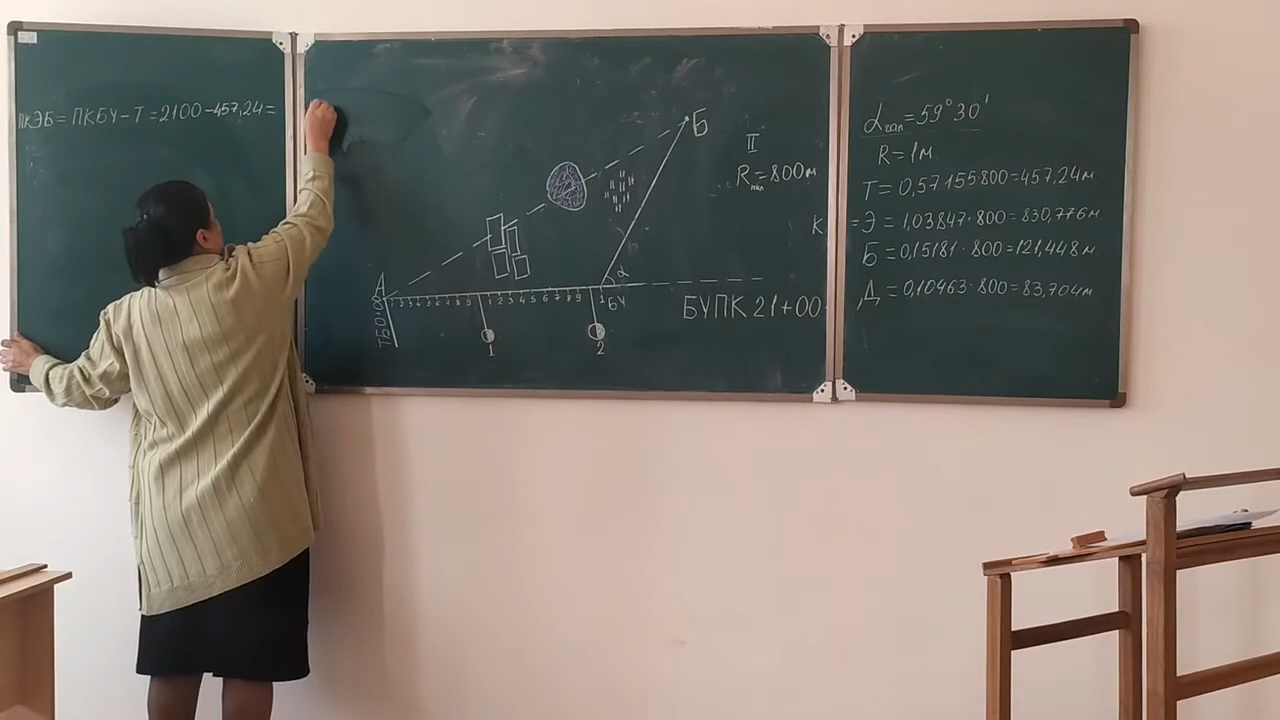 ПКЭБ = ПКБУ - Т = 2100 - 457,24 =
Б
II
R = 800м
А
1 2 3 4 5 6 7 8 9 1 2 3 4 5 6 7 8 9
α
БУ
БУПК 21+00
1
2
= 59° 30'
R = 1м
Т = 0,57155·800 = 457,24м
К = Э = 1,03847·800 = 830,776м
Б = 0,15181·800 = 121,448м
Д = 0,10463·800 = 83,704м